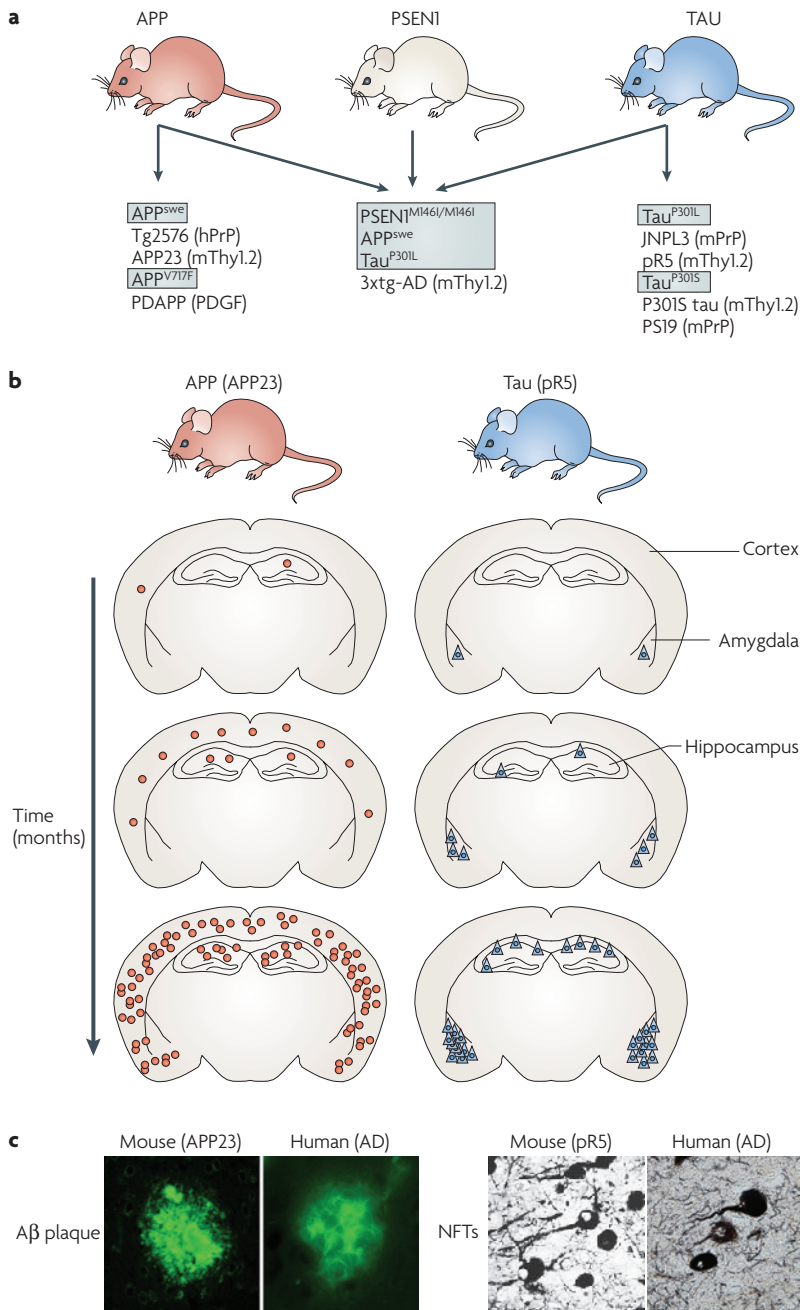 a
APP PSEN1 TAU
APPswe
Tg2576 (hPrP)
APP23 (mThy1.2)
APPV717F
PDAPP (PDGF)
PSEN1M146I/M146I
APPswe
TauP301L
3xtg-AD (mThy1.2)
TauP301L
JNPL3 (mPrP)
pR5 (mThy1.2)
TauP301S
P301S tau (mThy1.2)
PS19 (mPrP)
b
APP (APP23) Tau (pR5)
Cortex
Amygdala
Hippocampus
Time
(months)
c
Mouse (APP23) Human (AD) Mouse (pR5) Human (AD)
Aβ plaque NFTs